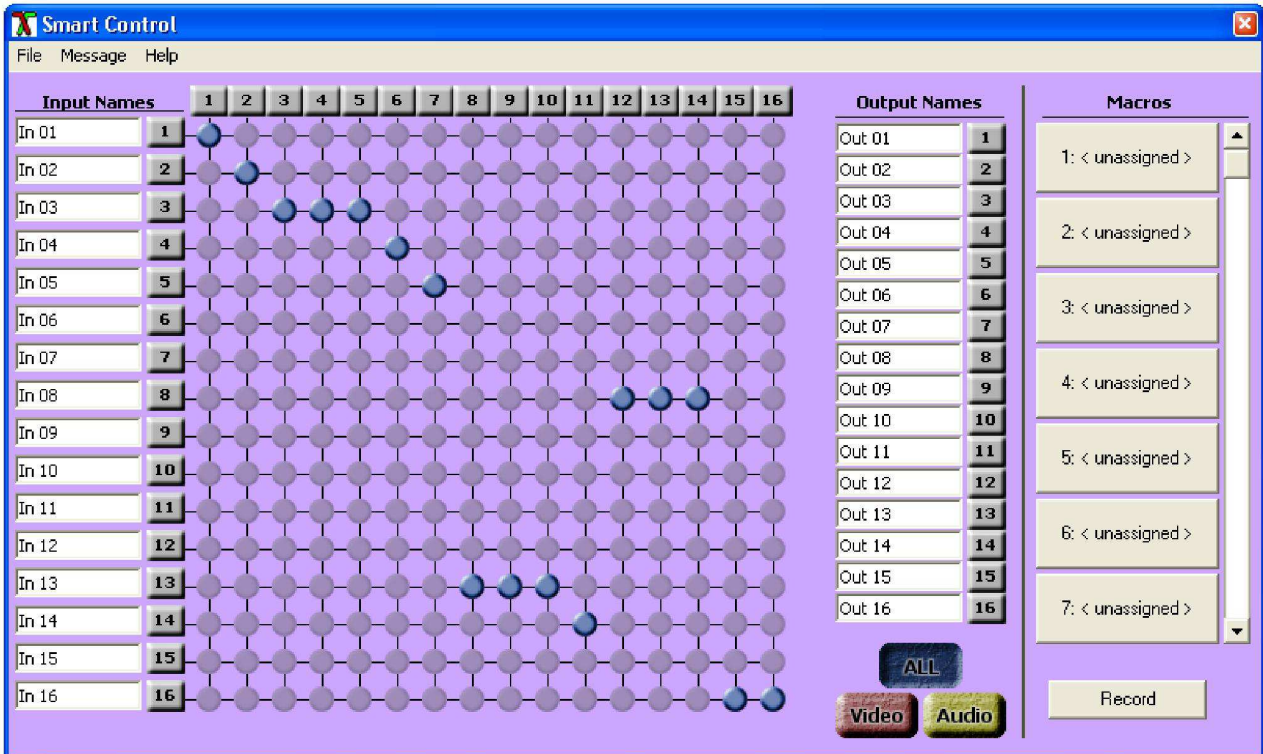 Smart Control
File Message Help
Input Names
1 2 3 4 5 6 7 8 9 10 11 12 13 14 15 16
In 01 1
In 02 2
In 03 3
In 04 4
In 05 5
In 06 6
In 07 7
In 08 8
In 09 9
In 10 10
In 11 11
In 12 12
In 13 13
In 14 14
In 15 15
In 16 16
Output Names
Out 01 1
Out 02 2
Out 03 3
Out 04 4
Out 05 5
Out 06 6
Out 07 7
Out 08 8
Out 09 9
Out 10 10
Out 11 11
Out 12 12
Out 13 13
Out 14 14
Out 15 15
Out 16 16
ALL
Video Audio
Macros
1: < unassigned >
2: < unassigned >
3: < unassigned >
4: < unassigned >
5: < unassigned >
6: < unassigned >
7: < unassigned >
Record